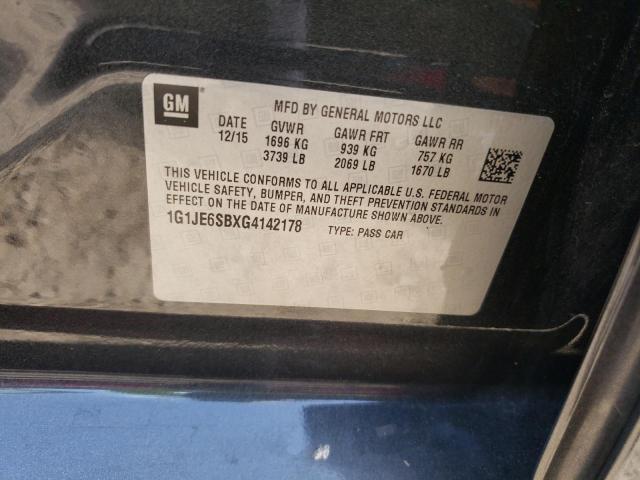 GM
MFD BY GENERAL MOTORS LLC
DATE GVWR GAWR FRT GAWR RR
12/15 1696 KG 939 KG 757 KG
3739 LB 2069 LB 1670 LB
THIS VEHICLE CONFORMS TO ALL APPLICABLE U.S. FEDERAL MOTOR
VEHICLE SAFETY, BUMPER, AND THEFT PREVENTION STANDARDS IN
EFFECT ON THE DATE OF MANUFACTURE SHOWN ABOVE.
1G1JE6SBXG4142178 TYPE: PASS CAR